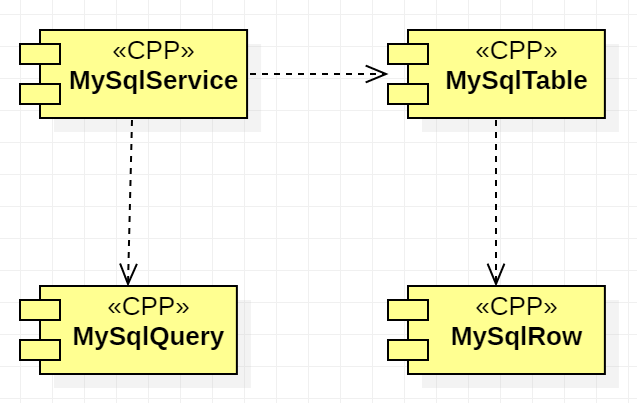 «CPP»
MySqlService
«CPP»
MySqlTable
«CPP»
MySqlQuery
«CPP»
MySqlRow